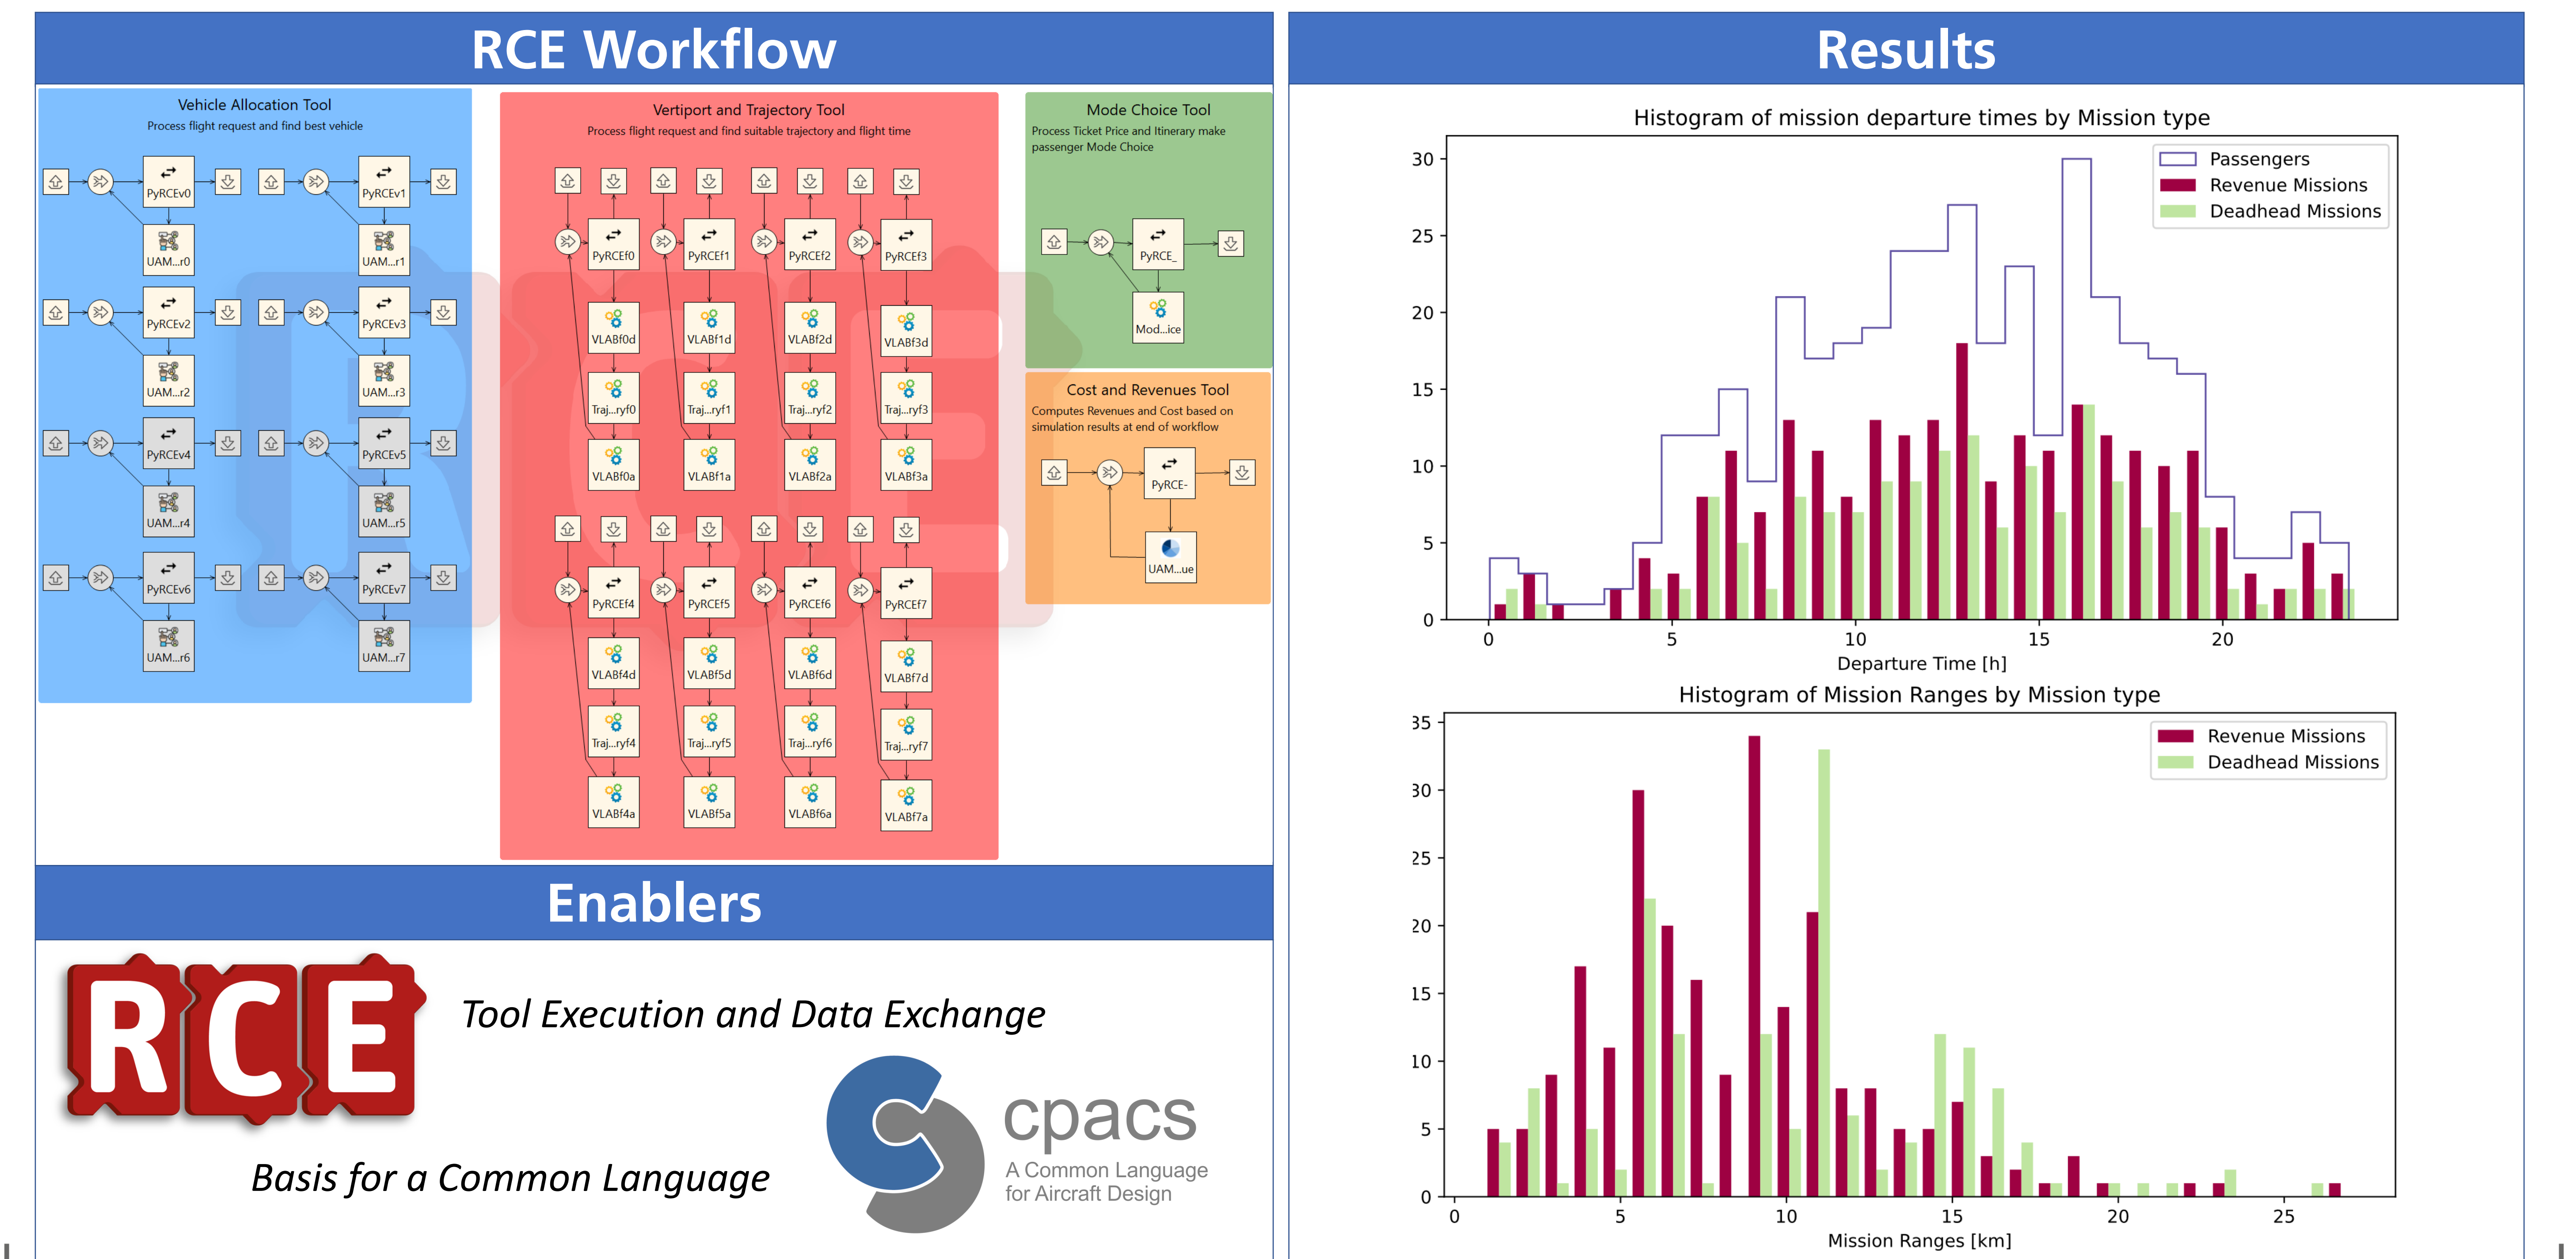 RCE Workflow
Vehicle Allocation Tool
Process flight request and find best vehicle
PyRCEv0
PyRCEv1
UAM...r0
UAM...r1
PyRCEv2
PyRCEv3
UAM...r2
UAM...r3
PyRCEv4
PyRCEv5
UAM...r4
UAM...r5
PyRCEv6
PyRCEv7
UAM...r6
UAM...r7
Vertiport and Trajectory Tool
Process flight request and find suitable trajectory and flight time
PyRCEf0 PyRCEf1 PyRCEf2 PyRCEf3
VLABf0d VLABf1d VLABf2d VLABf3d
Traj...ryf0 Traj...ryf1 Traj...ryf2 Traj...ryf3
VLABf0a VLABf1a VLABf2a VLABf3a
PyRCEf4 PyRCEf5 PyRCEf6 PyRCEf7
VLABf4d VLABf5d VLABf6d VLABf7d
Traj...ryf4 Traj...ryf5 Traj...ryf6 Traj...ryf7
VLABf4a VLABf5a VLABf6a VLABf7a
Mode Choice Tool
Process Ticket Price and Itinerary make
passenger Mode Choice
PyRCE_
Mod...ice
Cost and Revenues Tool
Computes Revenues and Cost based on
simulation results at end of workflow
PyRCE-
UAM...ue
RCE
Enablers
RCE
Tool Execution and Data Exchange
cpacs
A Common Language
for Aircraft Design
Basis for a Common Language
Results
Histogram of mission departure times by Mission type
Passengers
Revenue Missions
Deadhead Missions
30
25
20
15
10
5
0
0 5 10 15 20
Departure Time [h]
Histogram of Mission Ranges by Mission type
Revenue Missions
Deadhead Missions
35
30
25
20
15
10
5
0
0 5 10 15 20 25
Mission Ranges [km]